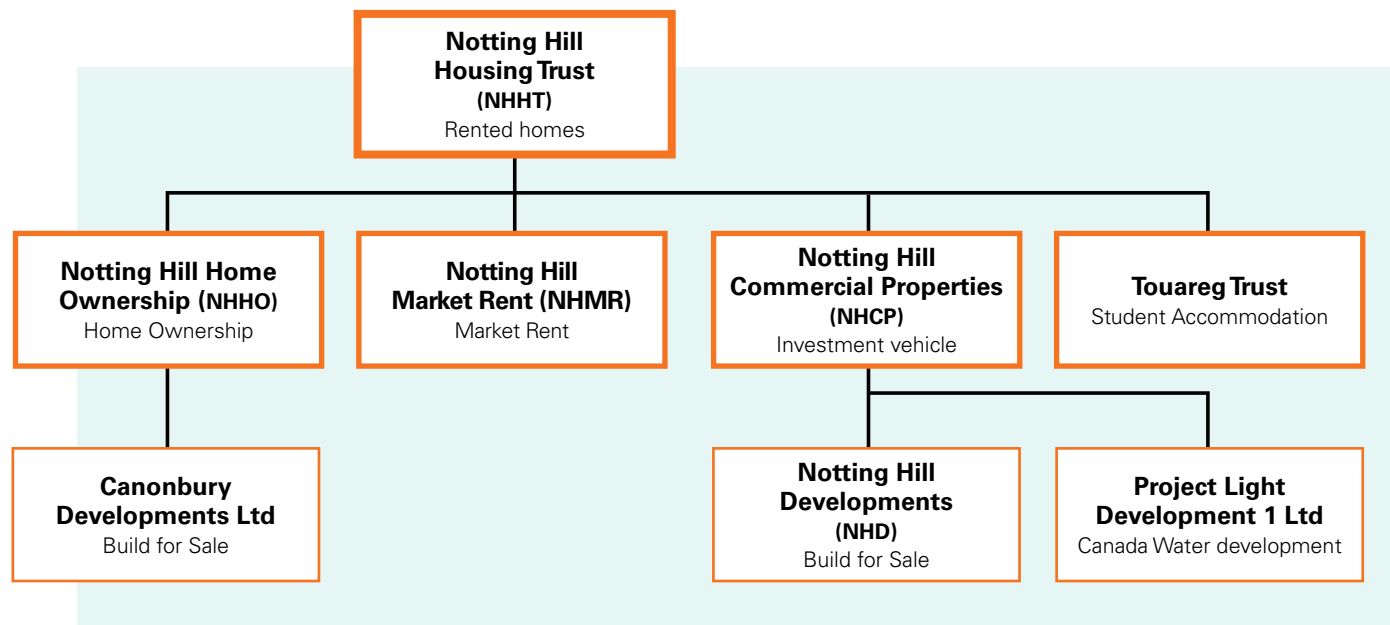 Notting Hill
Housing Trust
(NHHT)
Rented homes
Notting Hill Home
Ownership (NHHO)
Home Ownership
Notting Hill
Market Rent (NHMR)
Market Rent
Notting Hill
Commercial Properties
(NHCP)
Investment vehicle
Touareg Trust
Student Accommodation
Canonbury
Developments Ltd
Build for Sale
Notting Hill
Developments
(NHD)
Build for Sale
Project Light
Development 1 Ltd
Canada Water development